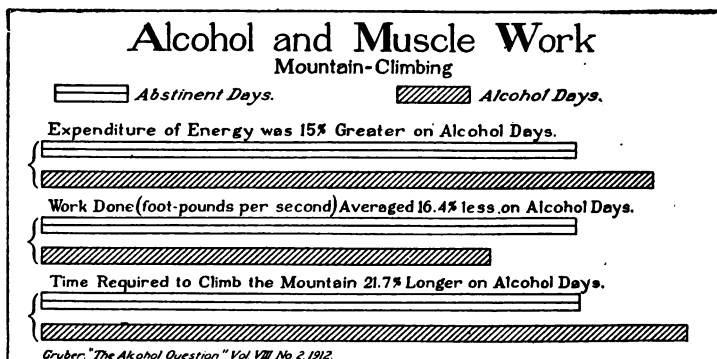 Alcohol and Muscle Work
Mountain-Climbing
Abstinent Days. Alcohol Days.
Expenditure of Energy was 15% Greater on Alcohol Days.
Work Done (foot-pounds per second) Averaged 16.4% less on Alcohol Days.
Time Required to Climb the Mountain 21.7% Longer on Alcohol Days.
Gruber. "The Alcohol Question" Vol. VIII No 2, 1912.